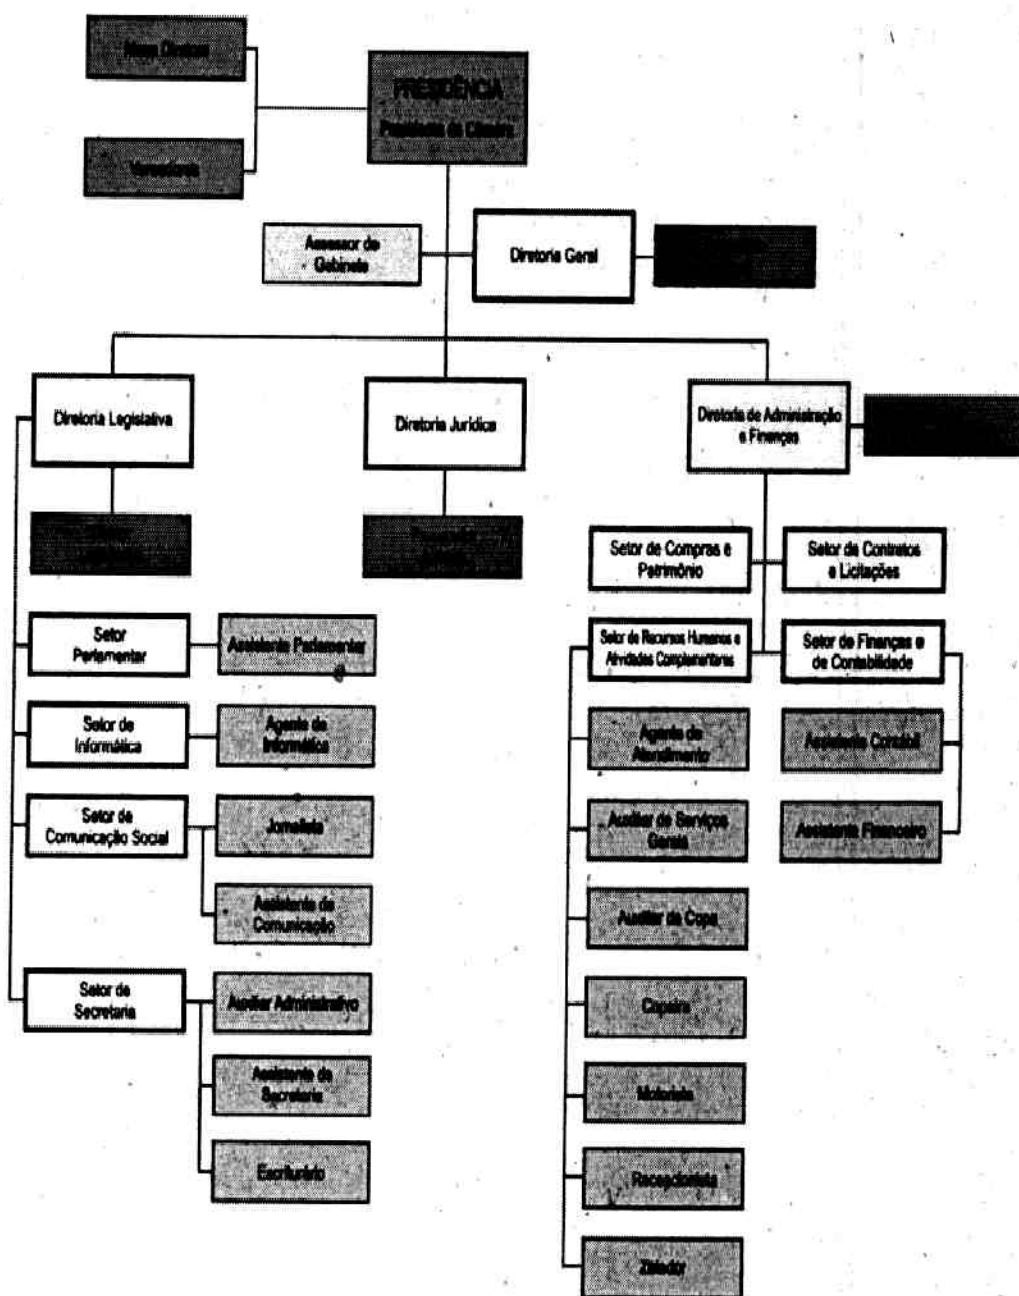 Mesa Diretora
PRESIDÊNCIA
Presidente da Câmara
Vereadores
Assessor de
Gabinete
Diretoria Geral
Diretoria Legislativa
Diretoria Jurídica
Diretoria de Administração
e Finanças
Setor de Compras e
Patrimônio
Setor de Contratos
e Licitações
Setor
Parlamentar
Assistente Parlamentar
Setor de Recursos Humanos e
Atividades Complementares
Setor de Finanças e
de Contabilidade
Setor de
Informática
Agente de
Informática
Agente de
Atendimento
Assistente Contábil
Setor de
Comunicação Social
Jornalista
Auxiliar de Serviços
Gerais
Assistente Financeiro
Assistente de
Comunicação
Auxiliar de Copa
Setor de
Secretaria
Auxiliar Administrativo
Copeira
Assistente de
Secretaria
Motorista
Escriturário
Recepcionista
Zelador